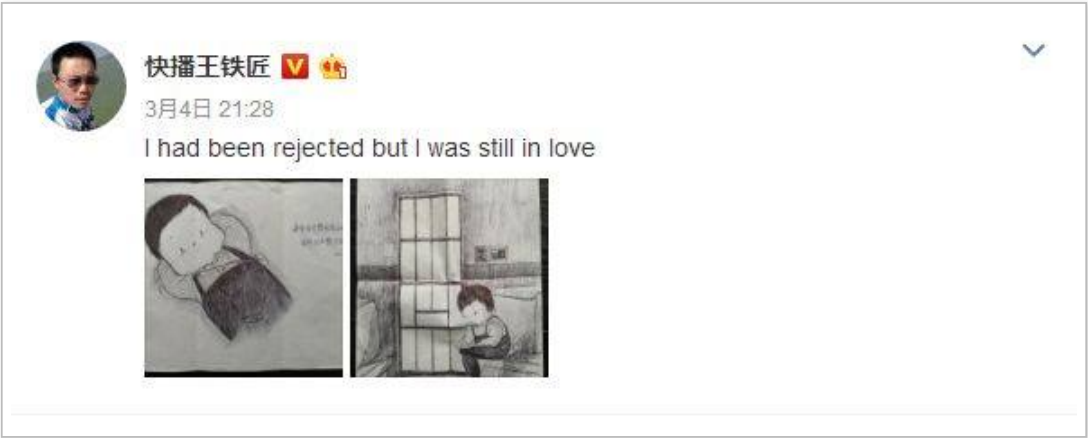 快播王铁匠 V
3月4日 21:28
I had been rejected but I was still in love